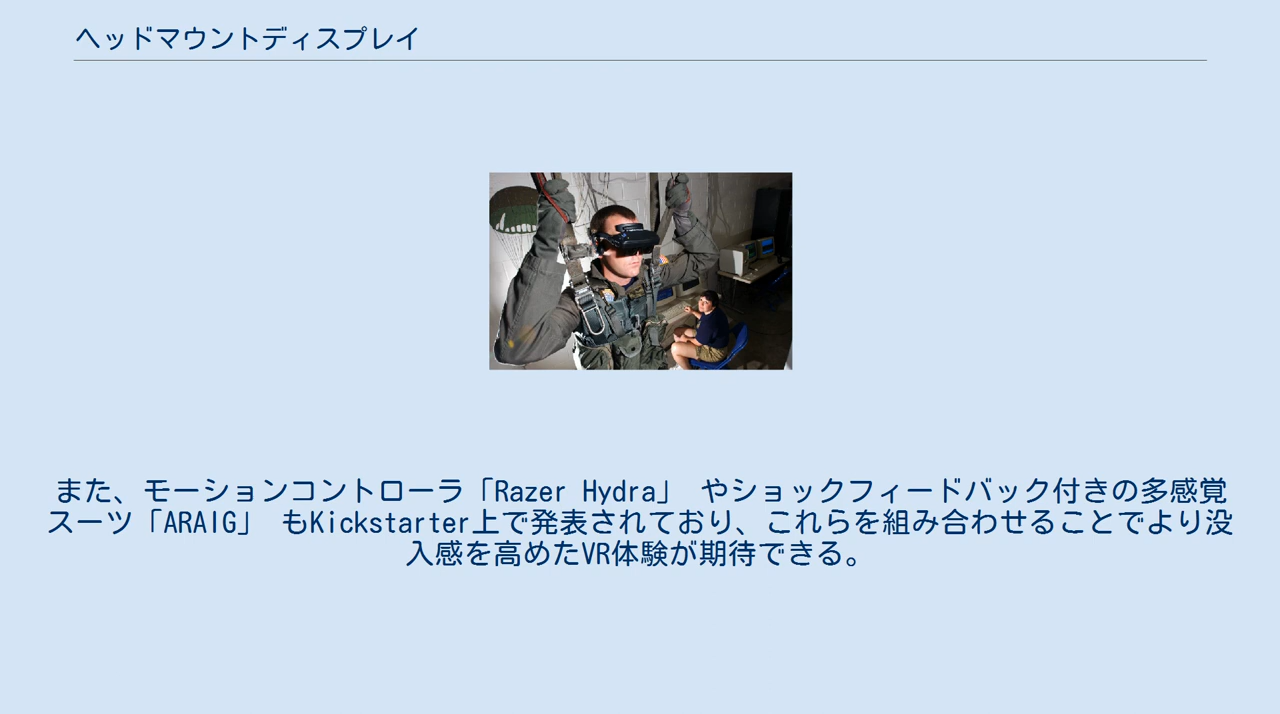 ヘッドマウントディスプレイ
また、モーションコントローラ「Razer Hydra」 やショックフィードバック付きの多感覚
スーツ「ARAIG」 もKickstarter上で発表されており、これらを組み合わせることでより没
入感を高めたVR体験が期待できる。